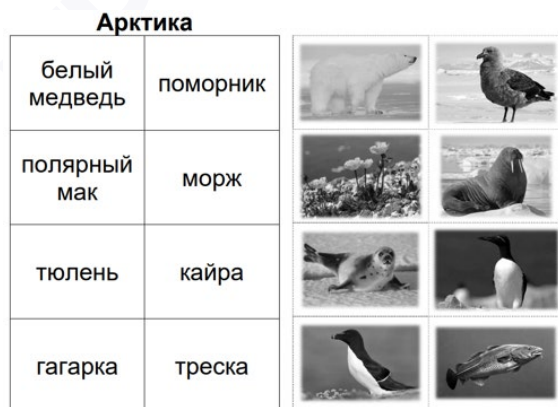 Арктика
белый
медведь
поморник
полярный
мак
морж
тюлень
кайра
гагарка
треска